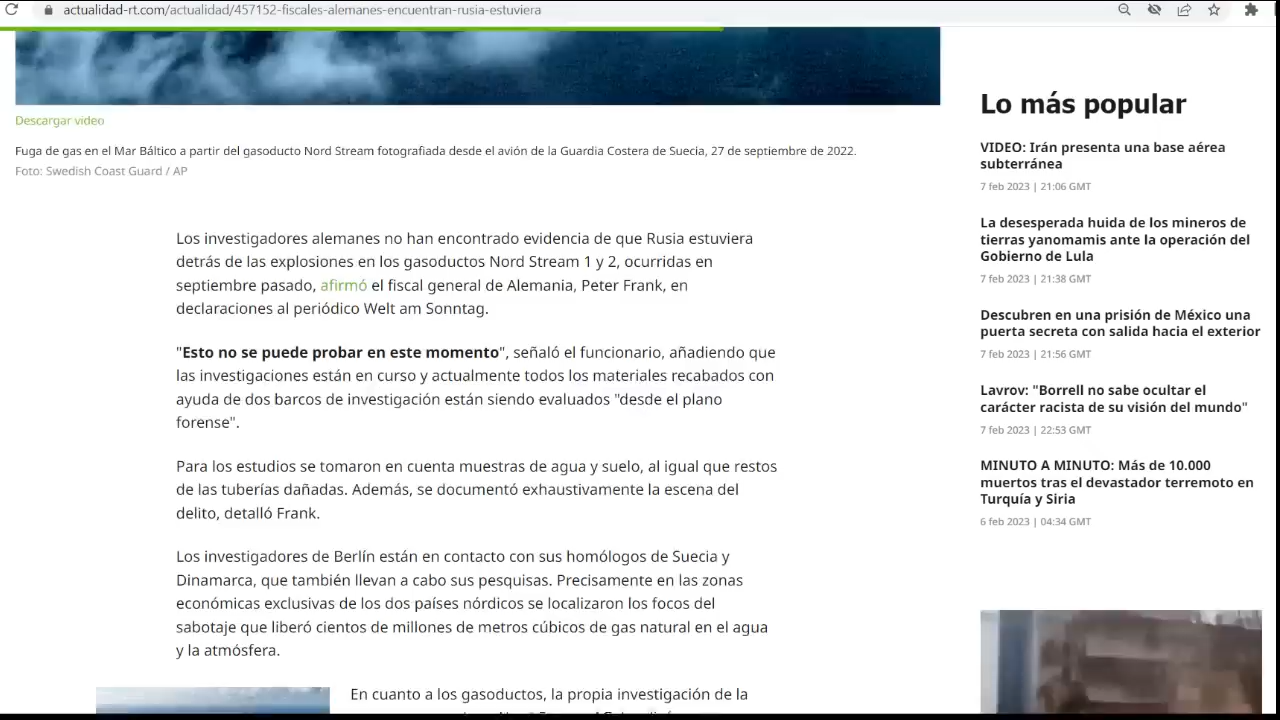 actualidad-rt.com/actualidad/457152-fiscales-alemanes-encuentran-rusia-estuviera
Descargar video
Fuga de gas en el Mar Báltico a partir del gasoducto Nord Stream fotografiada desde el avión de la Guardia Costera de Suecia, 27 de septiembre de 2022.
Foto: Swedish Coast Guard / AP
Los investigadores alemanes no han encontrado evidencia de que Rusia estuviera
detrás de las explosiones en los gasoductos Nord Stream 1 y 2, ocurridas en
septiembre pasado, afirmó el fiscal general de Alemania, Peter Frank, en
declaraciones al periódico Welt am Sonntag.
"Esto no se puede probar en este momento", señaló el funcionario, añadiendo que
las investigaciones están en curso y actualmente todos los materiales recabados con
ayuda de dos barcos de investigación están siendo evaluados "desde el plano
forense".
Para los estudios se tomaron en cuenta muestras de agua y suelo, al igual que restos
de las tuberías dañadas. Además, se documentó exhaustivamente la escena del
delito, detalló Frank.
Los investigadores de Berlín están en contacto con sus homólogos de Suecia y
Dinamarca, que también llevan a cabo sus pesquisas. Precisamente en las zonas
económicas exclusivas de los dos países nórdicos se localizaron los focos del
sabotaje que liberó cientos de millones de metros cúbicos de gas natural en el agua
y la atmósfera.
En cuanto a los gasoductos, la propia investigación de la
Lo más popular
VIDEO: Irán presenta una base aérea
subterránea
7 feb 2023 | 21:06 GMT
La desesperada huida de los mineros de
tierras yanomamis ante la operación del
Gobierno de Lula
7 feb 2023 | 21:38 GMT
Descubren en una prisión de México una
puerta secreta con salida hacia el exterior
7 feb 2023 | 21:56 GMT
Lavrov: "Borrell no sabe ocultar el
carácter racista de su visión del mundo"
7 feb 2023 | 22:53 GMT
MINUTO A MINUTO: Más de 10.000
muertos tras el devastador terremoto en
Turquía y Siria
6 feb 2023 | 04:34 GMT